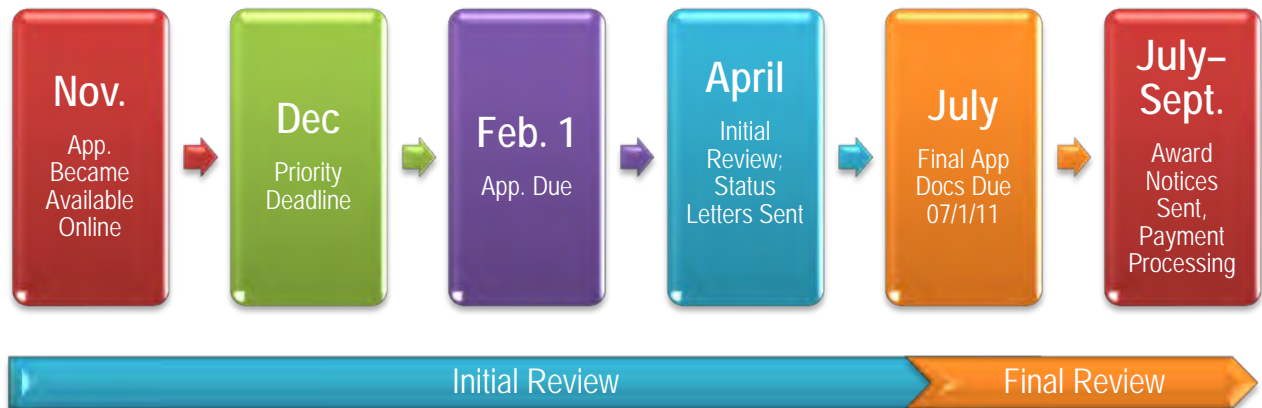 Nov.
App.
Became
Available
Online
Dec
Priority
Deadline
Feb. 1
App. Due
April
Initial
Review;
Status
Letters Sent
July
Final App
Docs Due
07/1/11
July–
Sept.
Award
Notices
Sent,
Payment
Processing
Initial Review
Final Review